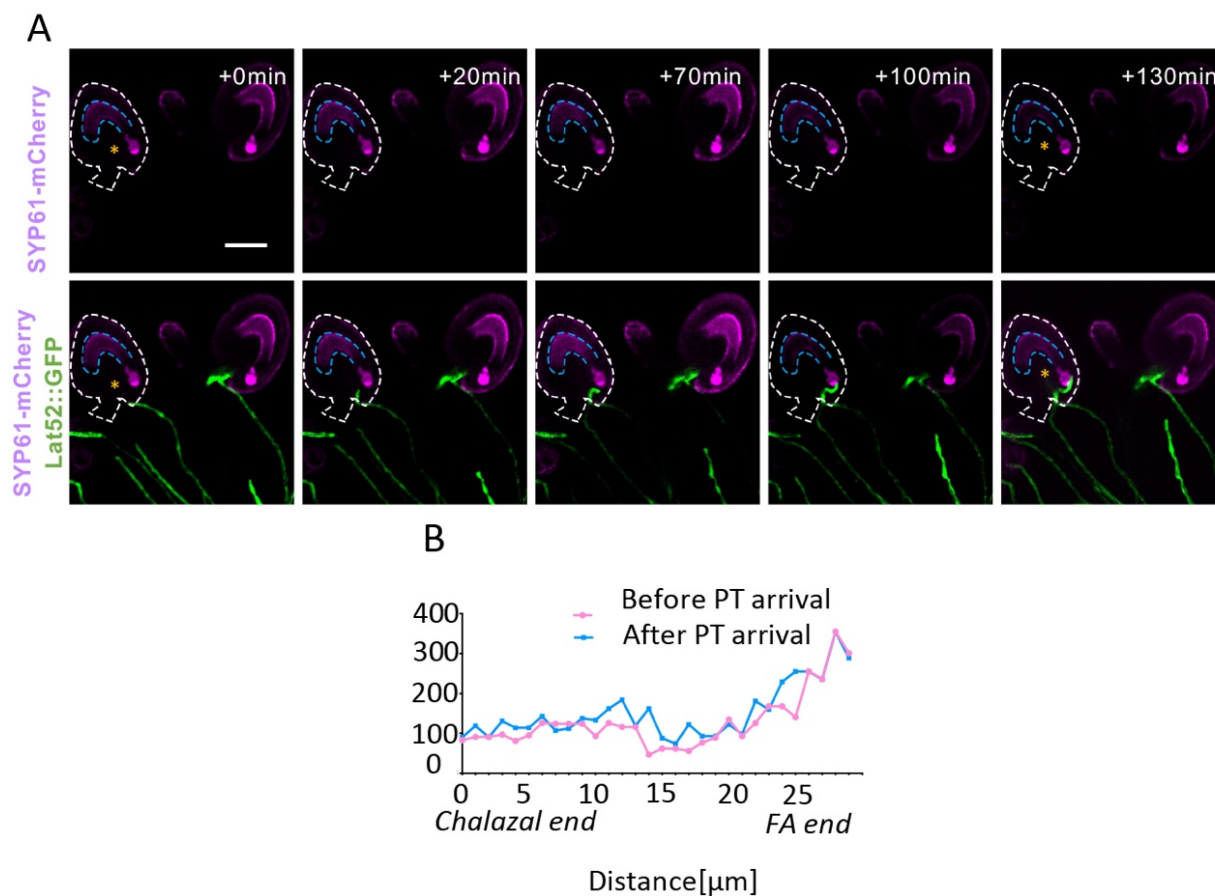 A
+0min
+20min
+70min
+100min
+130min
SYP61-mCherry
*
*
SYP61-mCherry
Lat52::GFP
*
*
B
Before PT arrival
After PT arrival
400
300
200
100
0
0 5 10 15 20 25
Chalazal end FA end
Distance[µm]